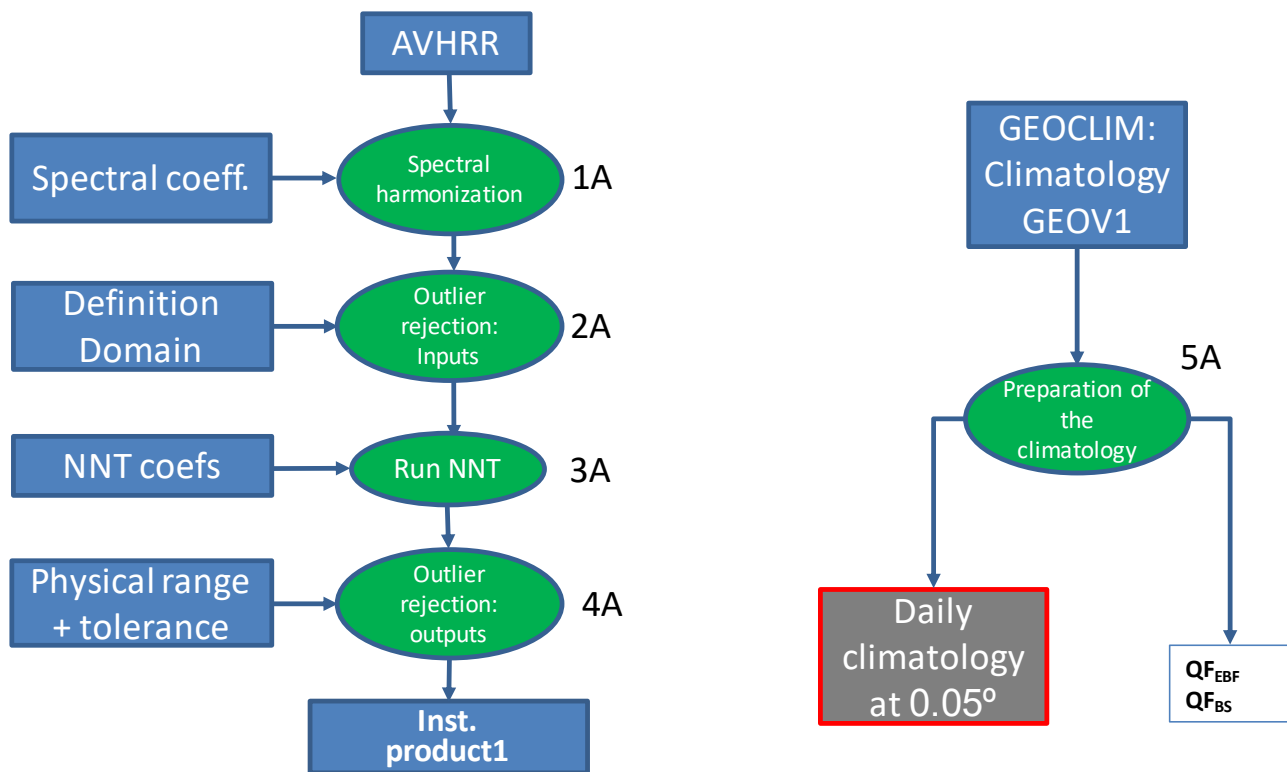 AVHRR
Spectral coeff.
Spectral
harmonization
1A
Definition
Domain
Outlier
rejection:
Inputs
2A
NNT coefs
Run NNT
3A
Physical range
+ tolerance
Outlier
rejection:
outputs
4A
Inst.
product1
GEOCLIM:
Climatology
GEOV1
5A
Preparation of
the
climatology
Daily
climatology
at 0.05º
QFEBF
QFBS